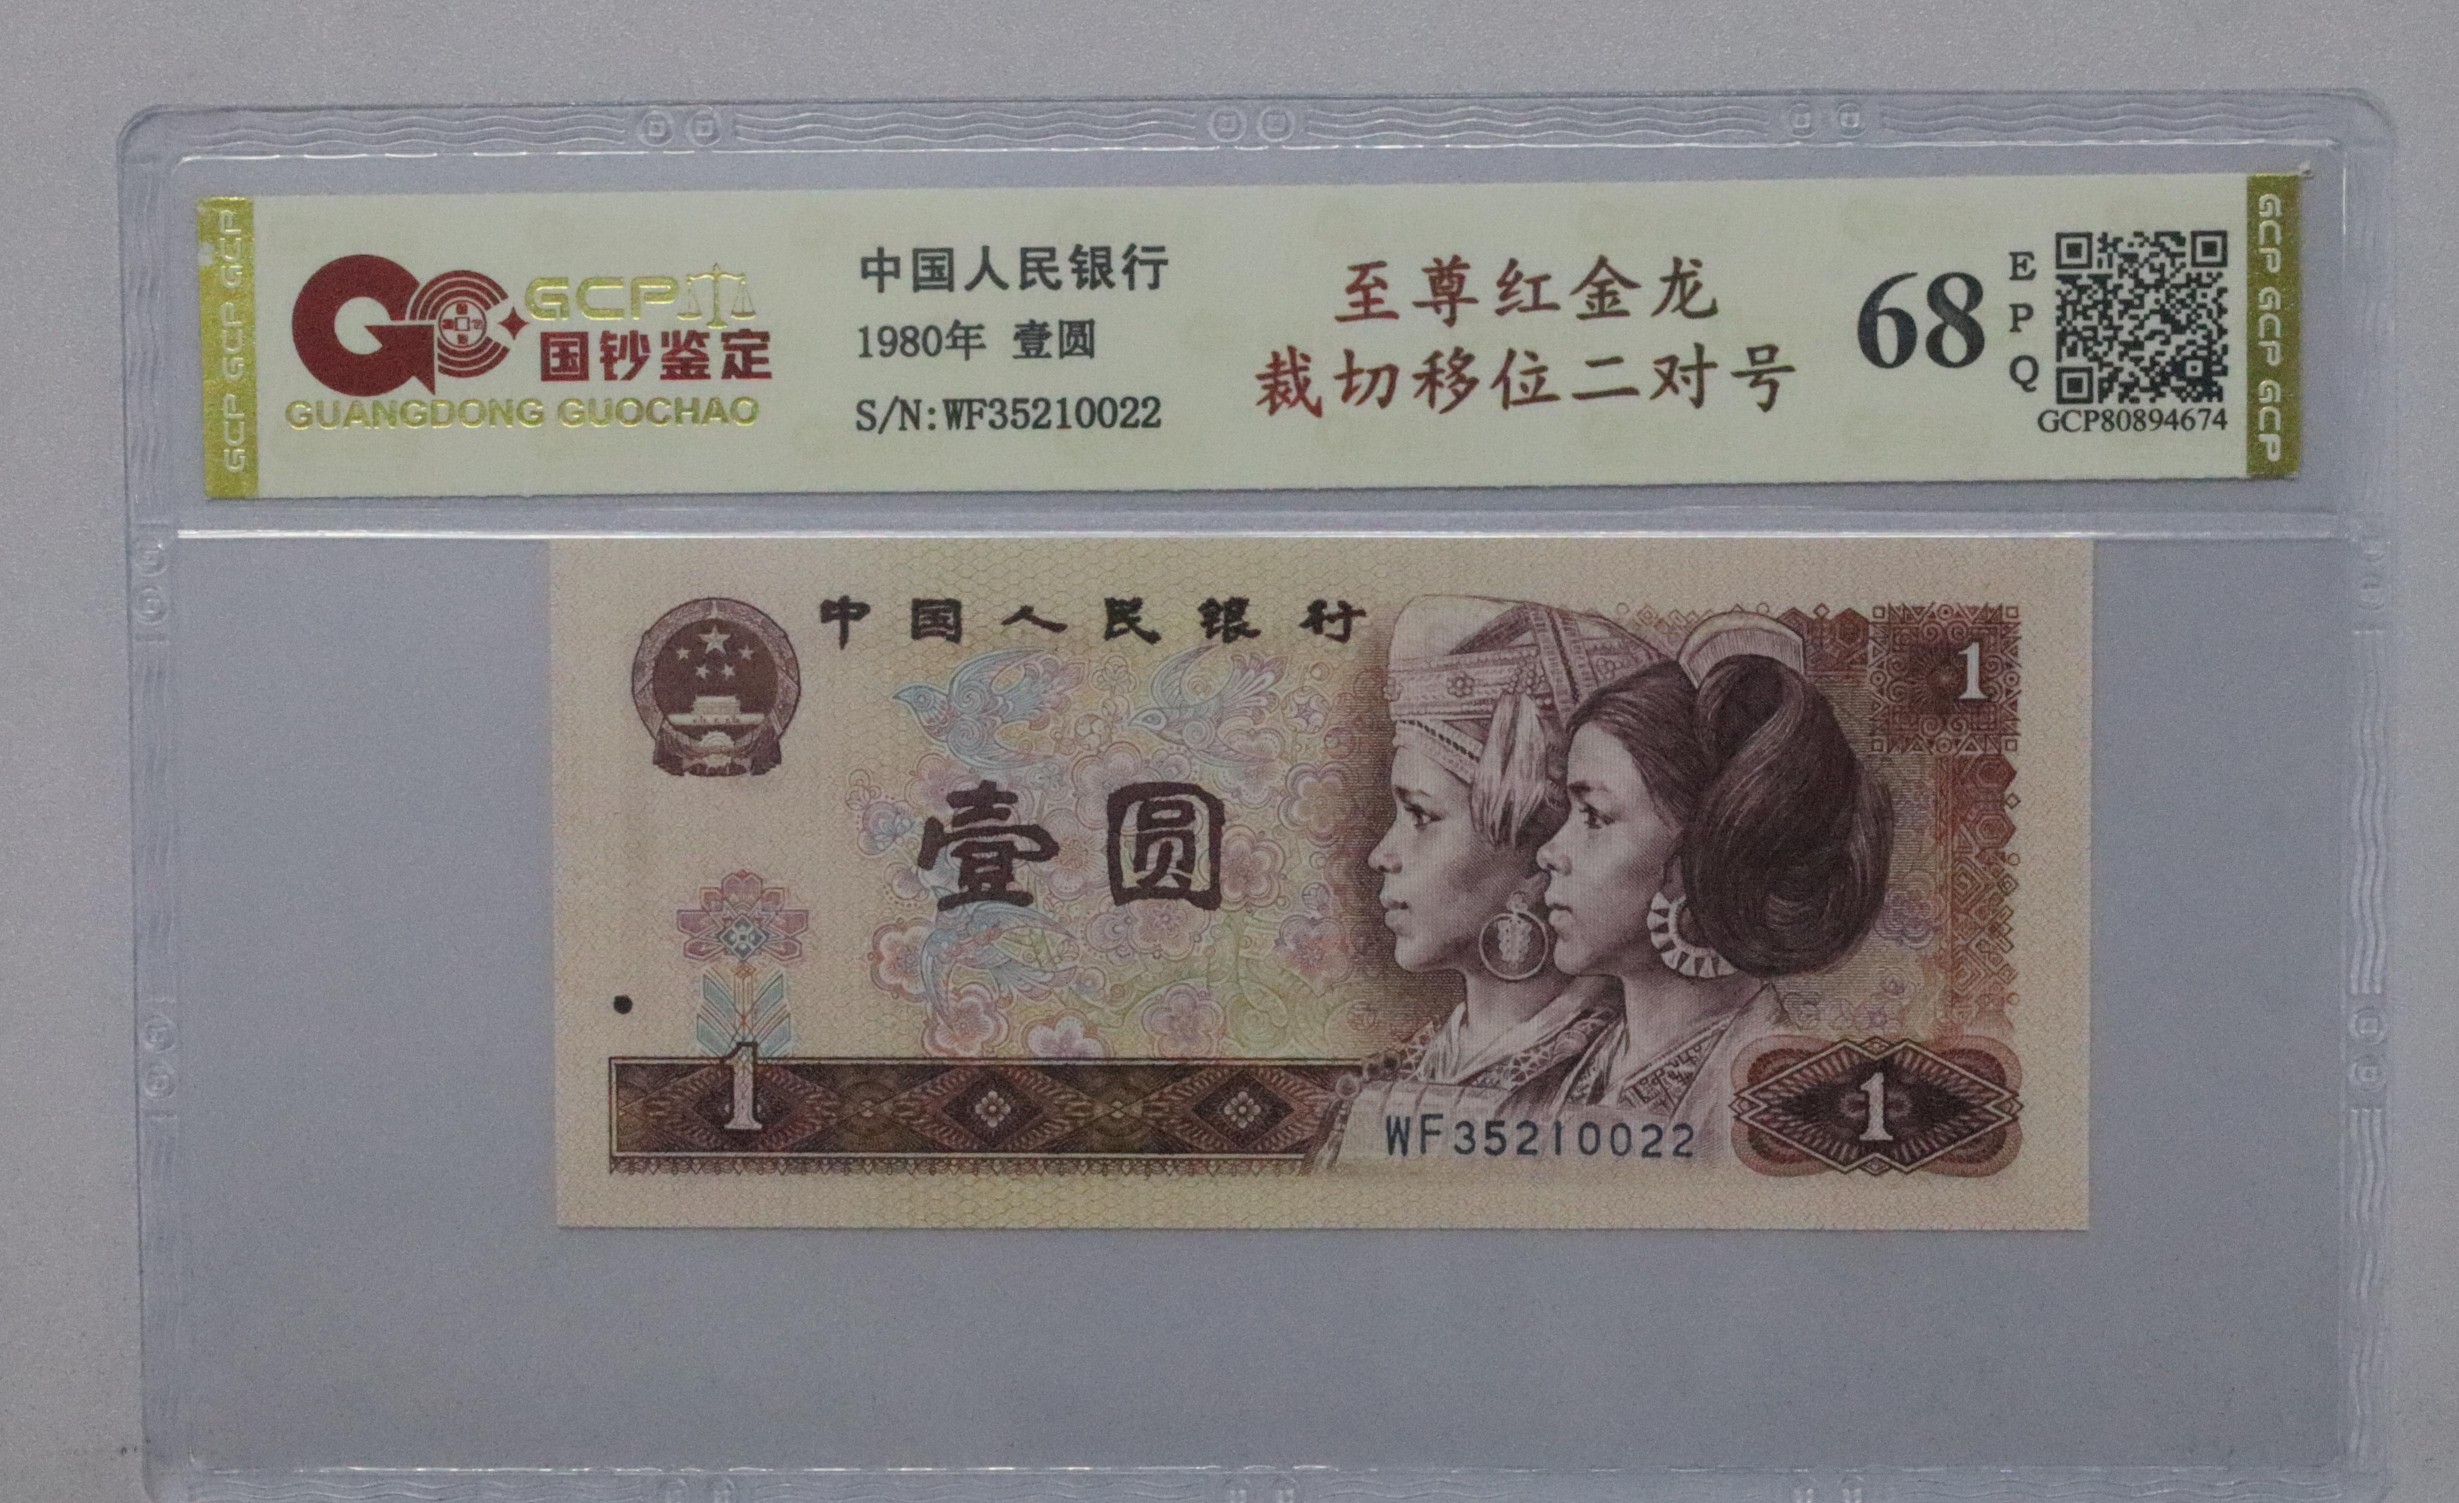 GCP GCP GCP
GCP
国钞鉴定
GUANGDONG GUOCHAO
中国人民银行
1980年 壹圆
S/N:WF35210022
至尊红金龙
裁切移位二对号
68
EPQ
GCP80894674
GCP GCP GCP
中国人民银行
1
壹圆
1
WF35210022
1